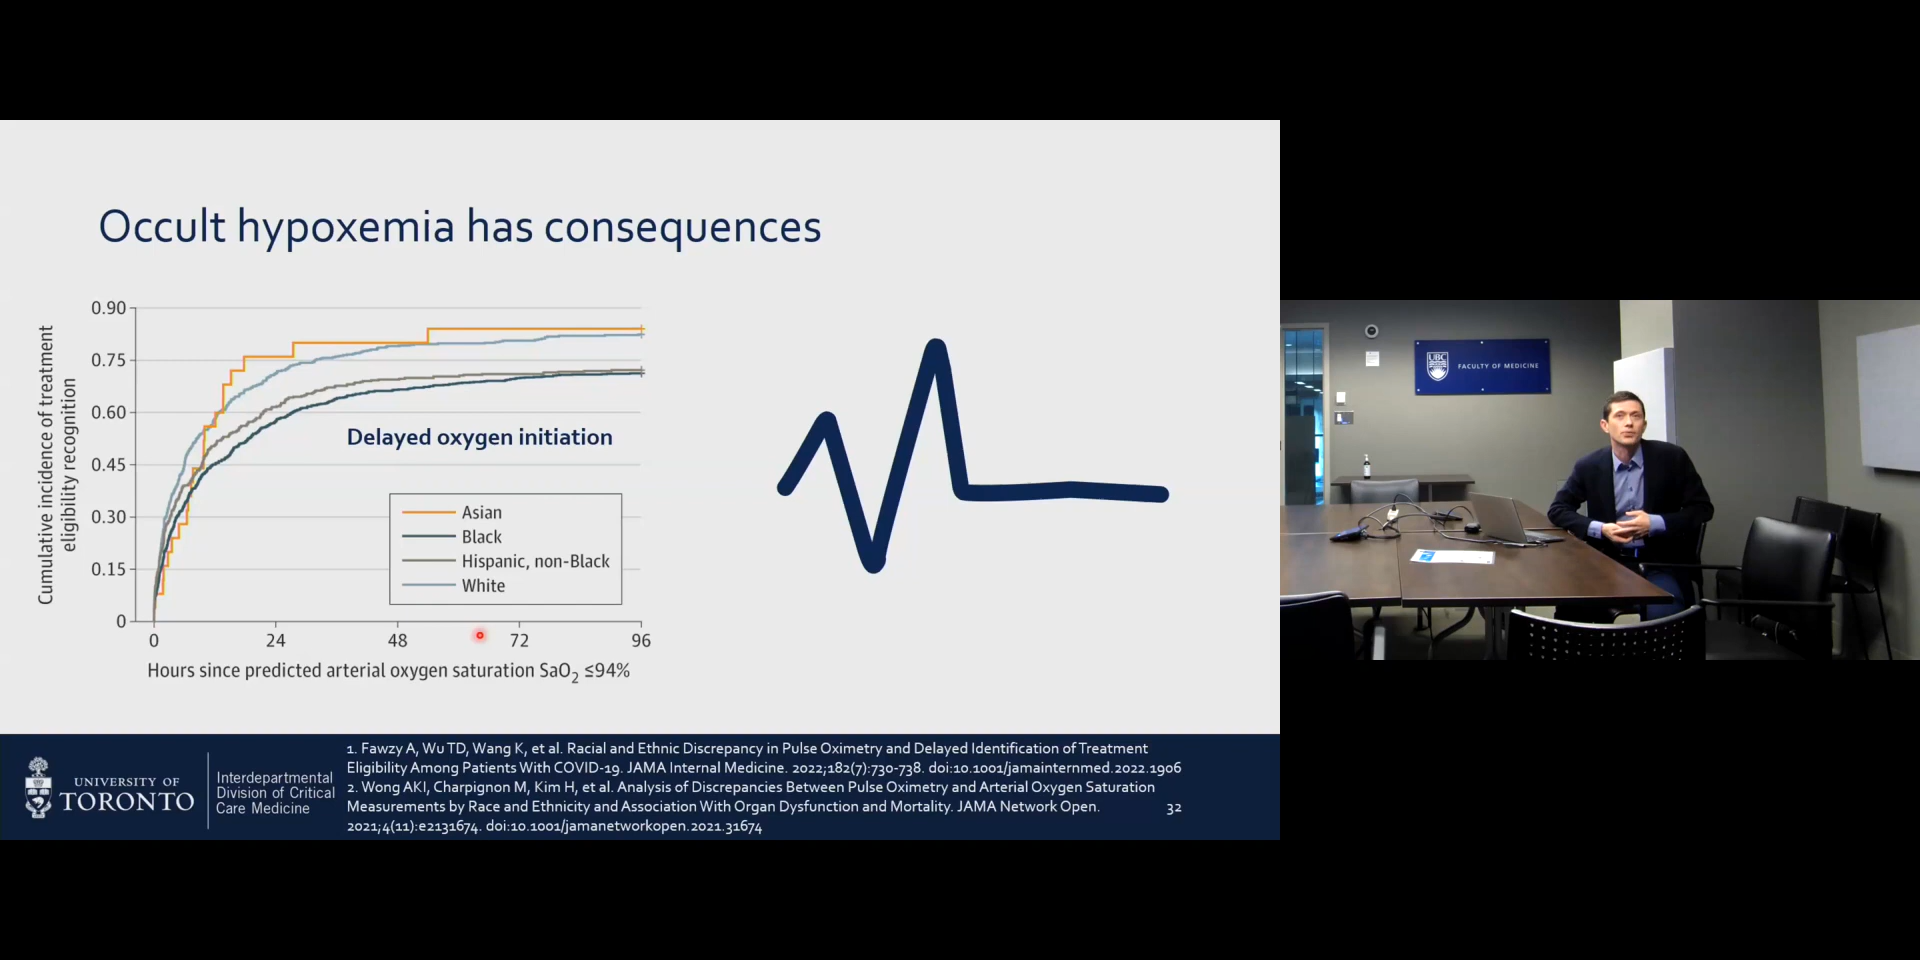 Occult hypoxemia has consequences
Cumulative incidence of treatment
eligibility recognition
0.90
0.75
0.60
0.45
0.30
0.15
0
Delayed oxygen initiation
Asian
Black
Hispanic, non-Black
White
0 24 48 72 96
Hours since predicted arterial oxygen saturation SaO₂ ≤94%
UNIVERSITY OF
TORONTO
Interdepartmental
Division of Critical
Care Medicine
1. Fawzy A, Wu TD, Wang K, et al. Racial and Ethnic Discrepancy in Pulse Oximetry and Delayed Identification of Treatment
Eligibility Among Patients With COVID-19. JAMA Internal Medicine. 2022;182(7):730-738. doi:10.1001/jamainternmed.2022.1906
2. Wong AKI, Charpignon M, Kim H, et al. Analysis of Discrepancies Between Pulse Oximetry and Arterial Oxygen Saturation
Measurements by Race and Ethnicity and Association With Organ Dysfunction and Mortality. JAMA Network Open.
2021;4(11):e2131674. doi:10.1001/jamanetworkopen.2021.31674
32
UBC
FACULTY OF MEDICINE